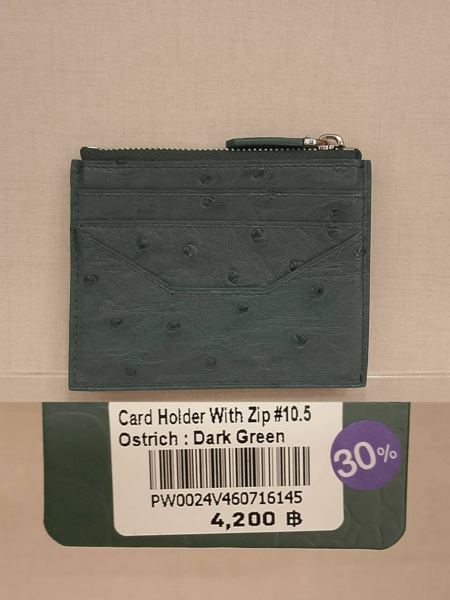 Card Holder With Zip #10.5
Ostrich : Dark Green
30%
PW0024V460716145
4,200 ฿